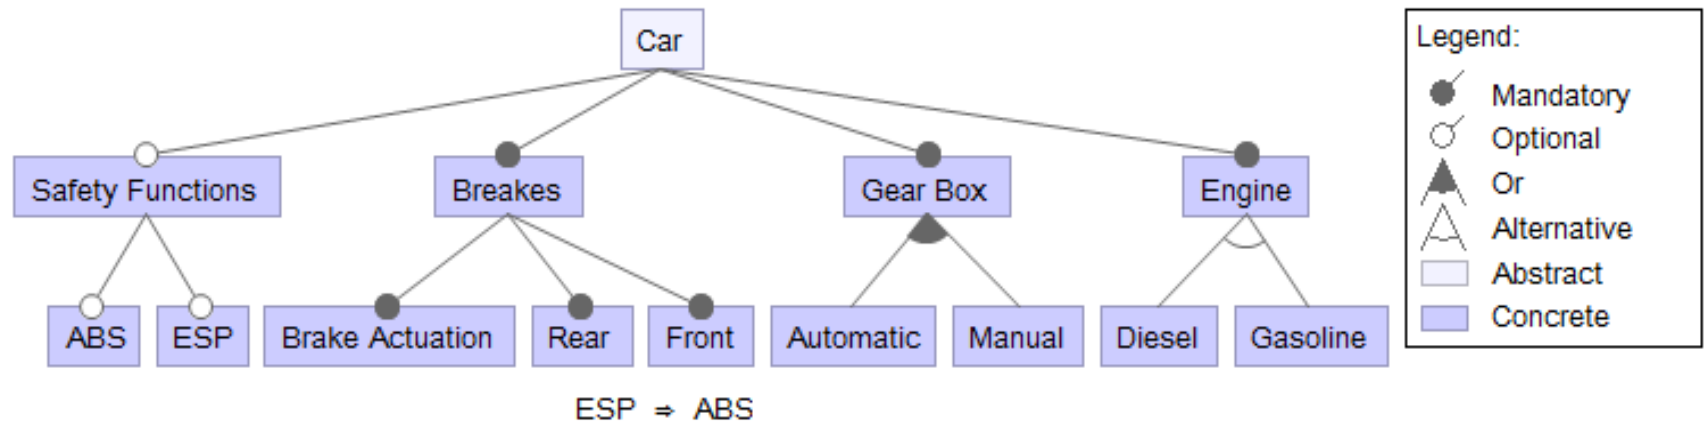 Car
Legend:
Mandatory
Optional
Or
Alternative
Abstract
Concrete
Safety Functions
Breakes
Gear Box
Engine
ABS
ESP
Brake Actuation
Rear
Front
Automatic
Manual
Diesel
Gasoline
ESP ⇒ ABS